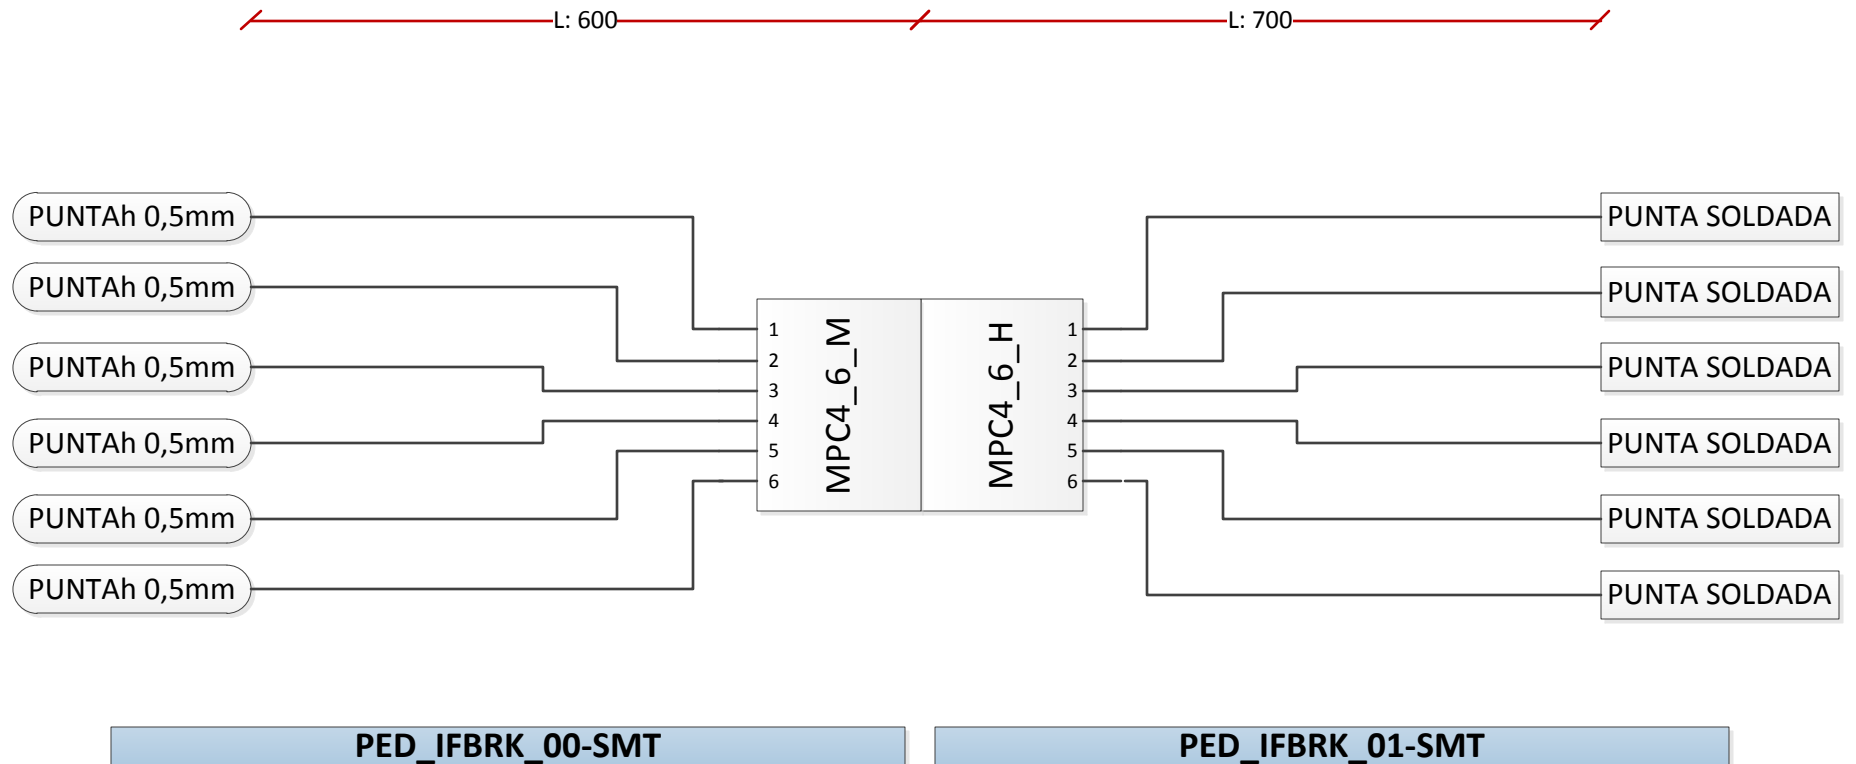 L: 600
L: 700
PUNTAh 0,5mm
PUNTAh 0,5mm
PUNTAh 0,5mm
PUNTAh 0,5mm
PUNTAh 0,5mm
PUNTAh 0,5mm
1
2
3
4
5
6
MPC4_6_M
MPC4_6_H
1
2
3
4
5
6
PUNTA SOLDADA
PUNTA SOLDADA
PUNTA SOLDADA
PUNTA SOLDADA
PUNTA SOLDADA
PUNTA SOLDADA
PED_IFBRK_00-SMT
PED_IFBRK_01-SMT